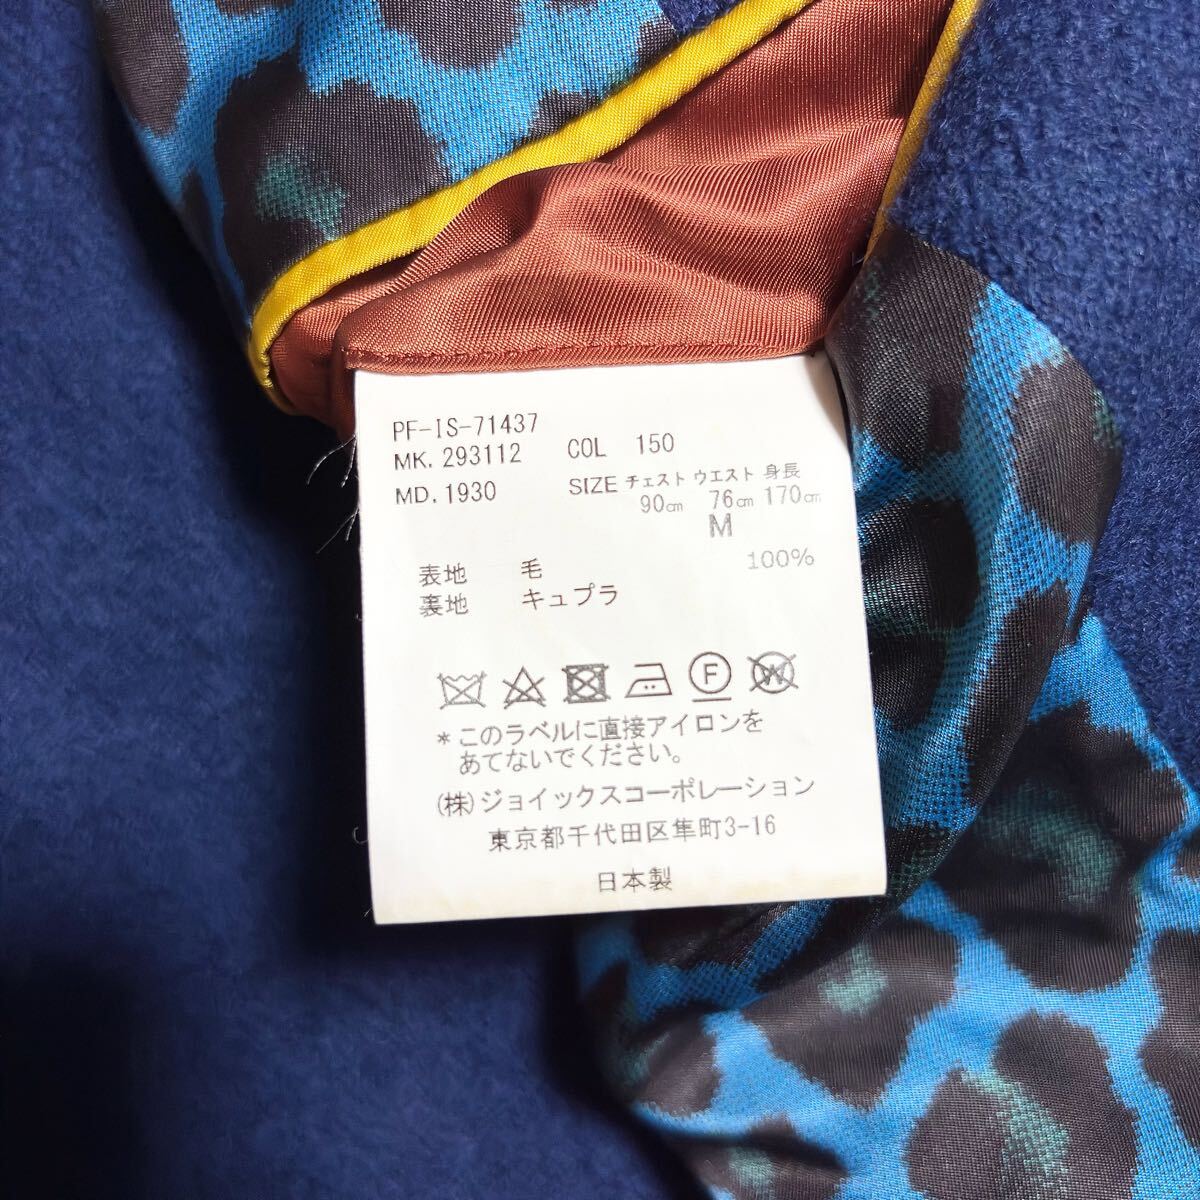 PF-IS-71437
MK. 293112 COL 150
MD. 1930 SIZE チェスト ウエスト 身長
90㎝ 76㎝ 170㎝
M
表地 毛 100%
裏地 キュプラ
F W
*このラベルに直接アイロンを
あてないでください。
(株)ジョイックスコーポレーション
東京都千代田区隼町3-16
日本製